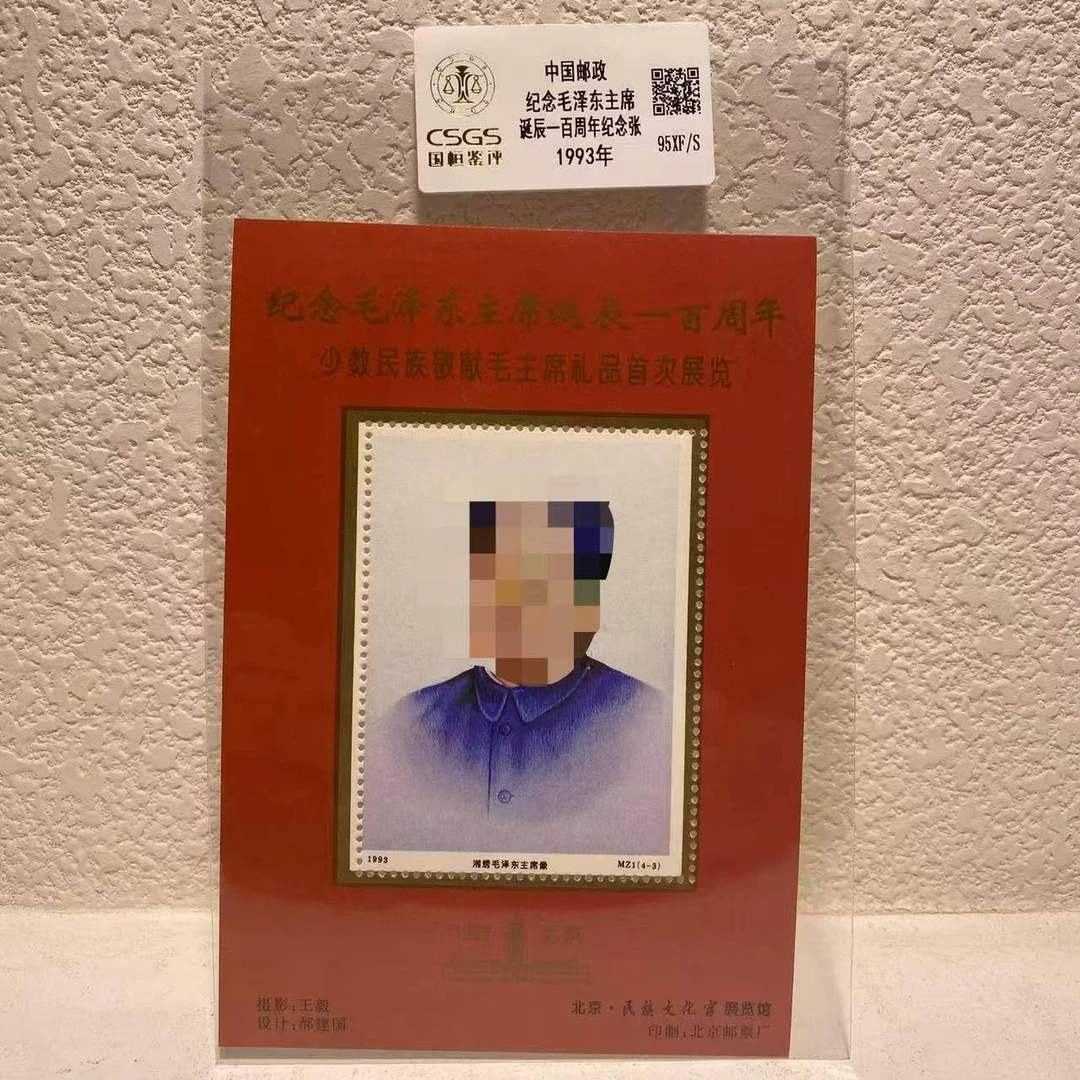 中国邮政
纪念毛泽东主席
诞辰一百周年纪念张
1993年
95XF/S
CSGS
国恒鉴评
纪念毛泽东主席诞辰一百周年
少数民族敬献毛主席礼品首次展览
1993
湘绣毛泽东主席像
MZ1(4-3)
1993 北京
摄影:王毅
设计:郝建国
北京·民族文化宫展览馆
印制:北京邮票厂